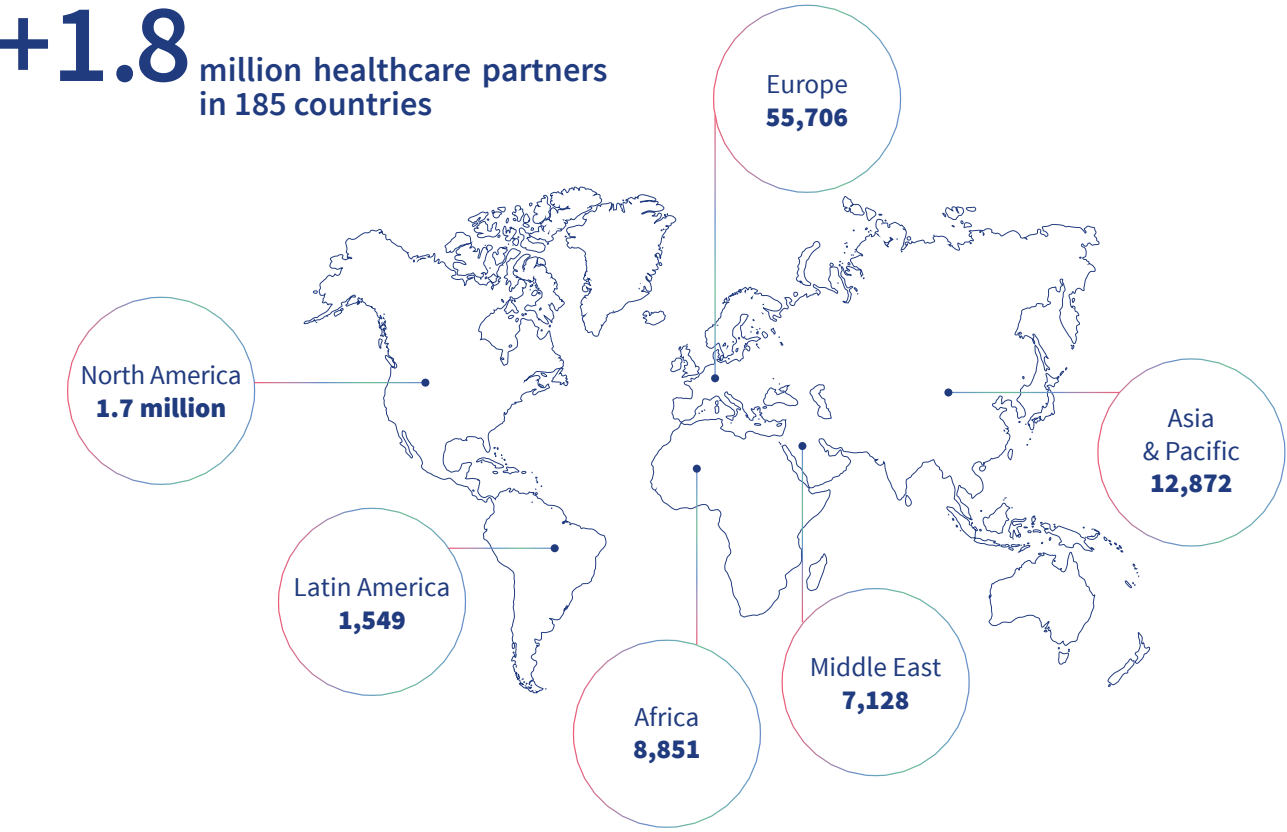 +1.8 million healthcare partners
in 185 countries
Europe
55,706
North America
1.7 million
Asia
& Pacific
12,872
Latin America
1,549
Middle East
7,128
Africa
8,851